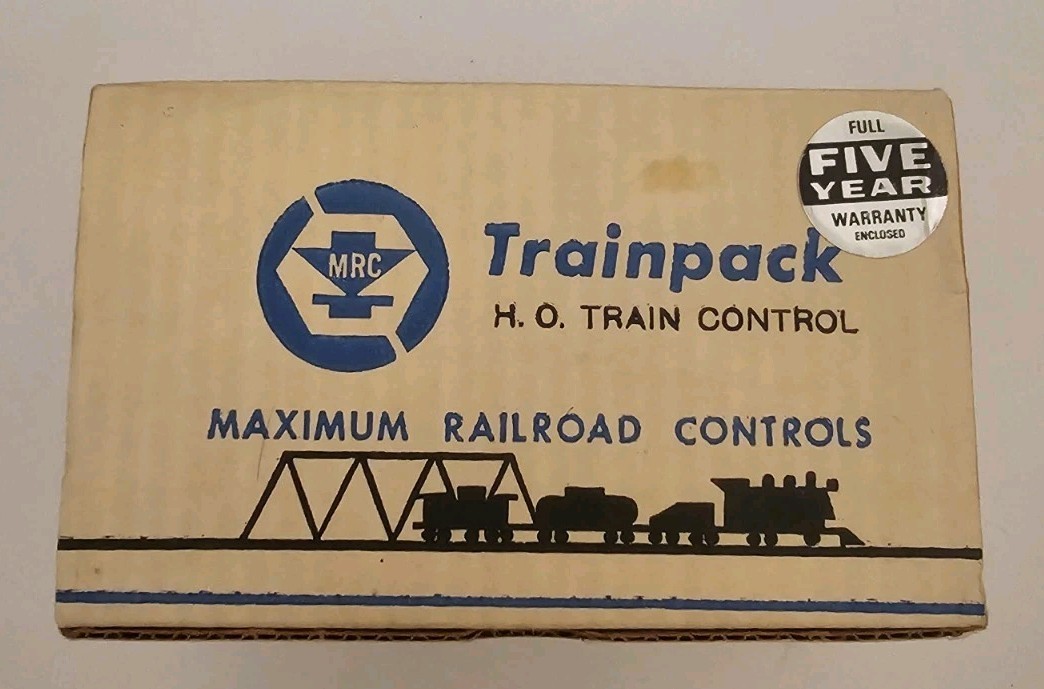 FULL
FIVE
YEAR
WARRANTY
ENCLOSED
MRC
Trainpack
H. O. TRAIN CONTROL
MAXIMUM RAILROAD CONTROLS